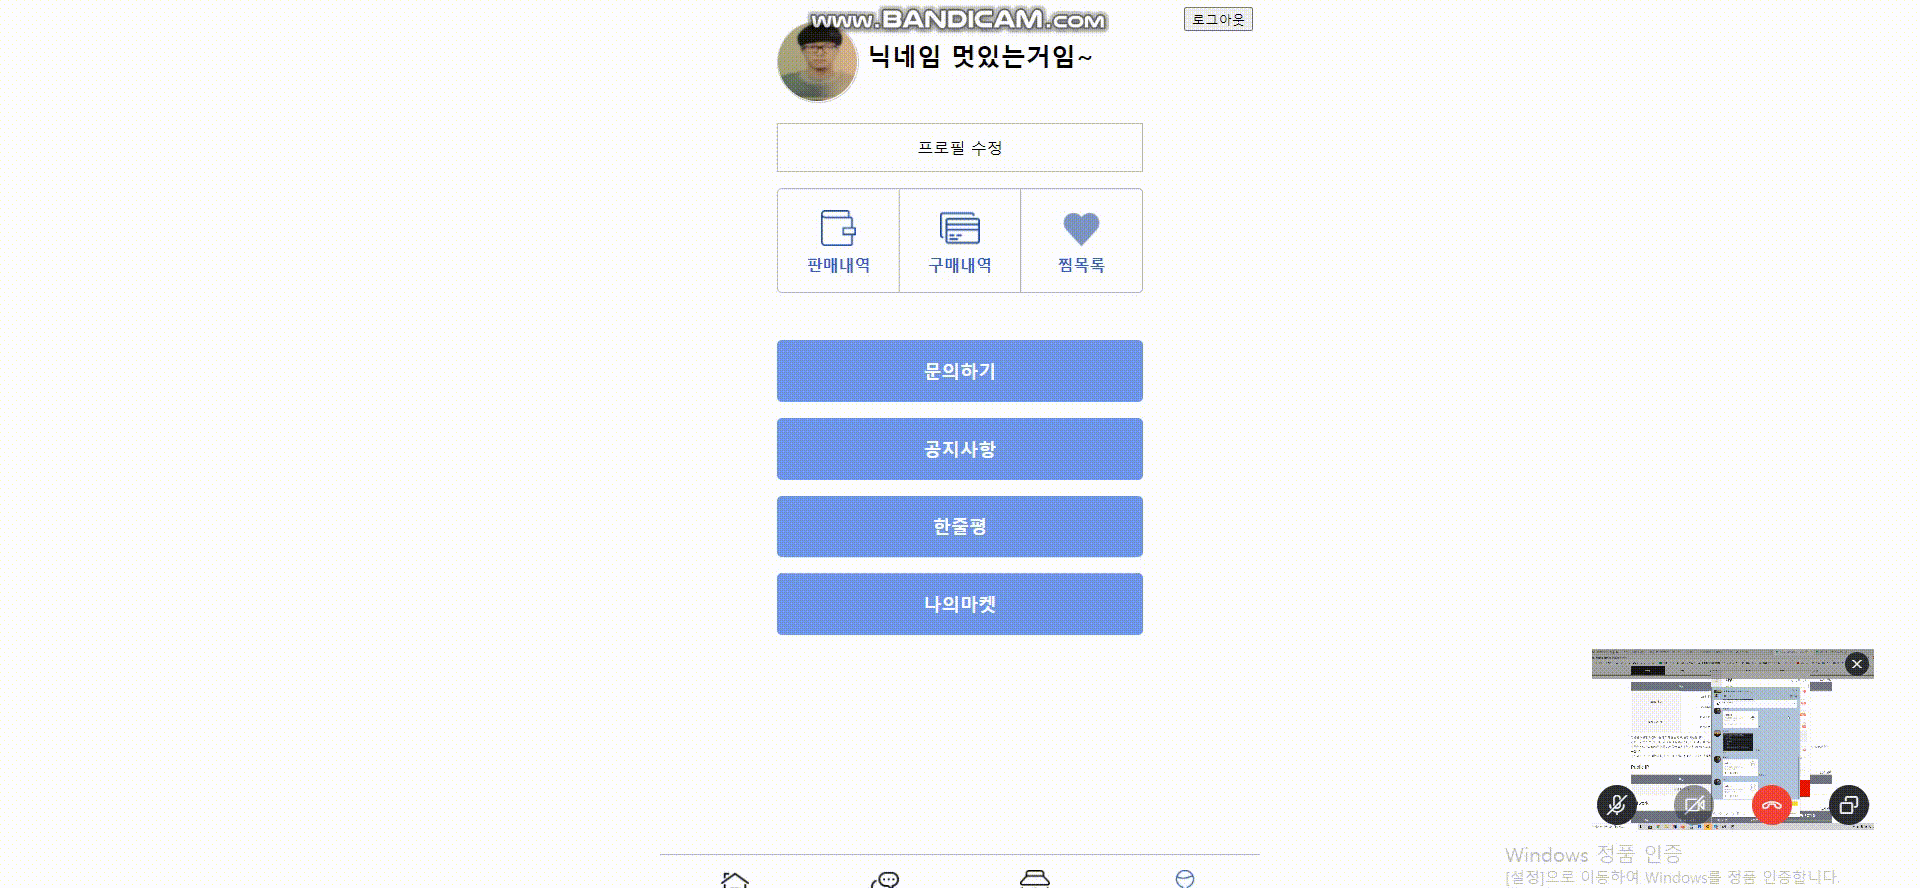 www.BANDICAM.com
로그아웃
닉네임 멋있는거임~
프로필 수정
판매내역
구매내역
찜목록
문의하기
공지사항
한줄평
나의마켓
Windows 정품 인증
[설정]으로 이동하여 Windows를 정품 인증합니다.